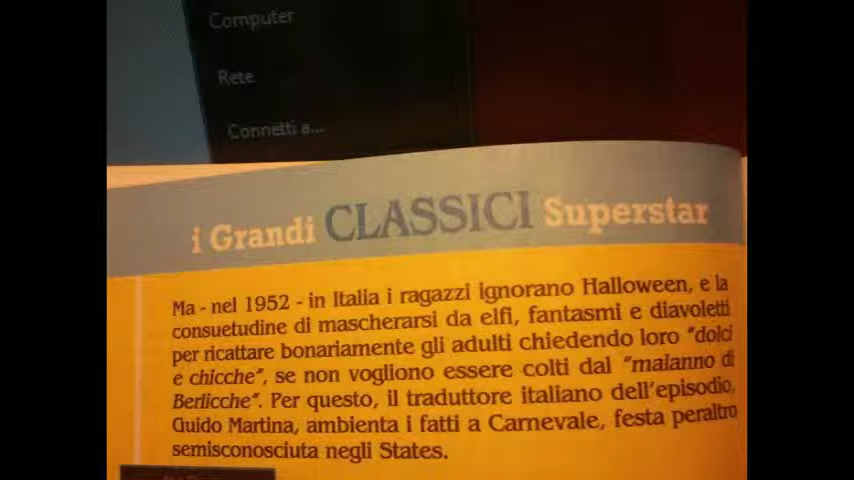 Computer
Rete
Connetti a...
i Grandi CLASSICI Superstar
Ma - nel 1952 - in Italia i ragazzi ignorano Halloween, e la
consuetudine di mascherarsi da elfi, fantasmi e diavoletti
per ricattare bonariamente gli adulti chiedendo loro "dolci
e chicche", se non vogliono essere colti dal "malanno di
Berlicche". Per questo, il traduttore italiano dell'episodio,
Guido Martina, ambienta i fatti a Carnevale, festa peraltro
semisconosciuta negli States.